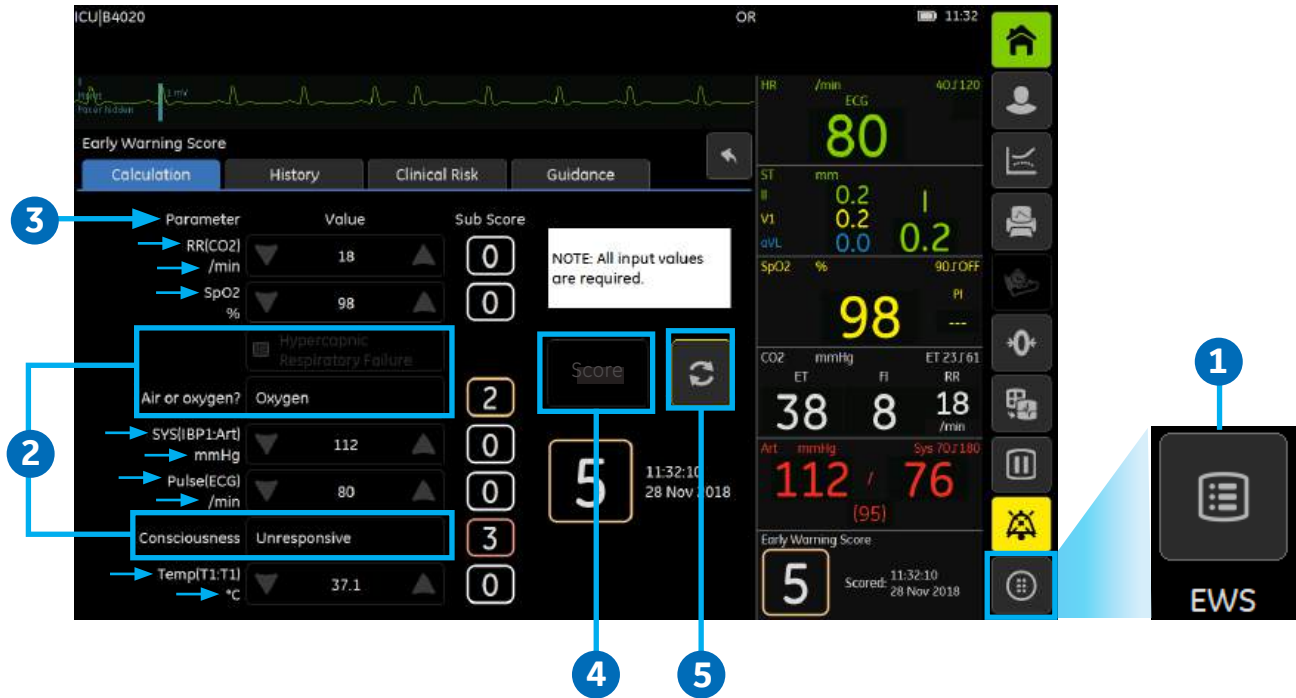 ICU|B4020 OR 11:32
1 mV
HR /min 40 120
ECG
80
Early Warning Score
Calculation History Clinical Risk Guidance
ST mm
II 0.2 I
V1 0.2 0.2
aVL 0.0
3
Parameter Value Sub Score
RR(CO2)
/min 18 0
SpO2
% 98 0
NOTE: All input values
are required.
SpO2 % 90 OFF
98 PI
---
Hypercapnic
Respiratory Failure
Air or oxygen? Oxygen 2
Score
CO2 mmHg ET 23 61
ET FI RR
38 8 18
/min
1
2
SYS(IBP1:Art)
mmHg 112 0
Pulse(ECG)
/min 80 0
5 11:32:10
28 Nov 2018
Art mmHg Sys 70 180
112 / 76
(95)
Consciousness Unresponsive 3
Temp(T1:T1)
°C 37.1 0
Early Warning Score
5 Scored: 11:32:10
28 Nov 2018
EWS
4 5